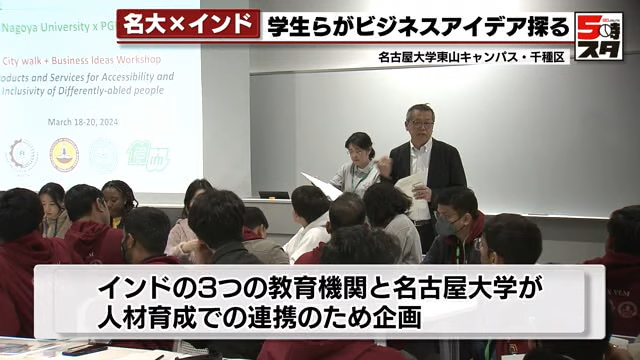 名大×インド 学生らがビジネスアイデア探る
5時スタ
名古屋大学東山キャンパス・千種区
Nagoya University x PG
City walk + Business Ideas Workshop
oducts and Services for Accessibility and
Inclusivity of Differently-abled people
March 18-20, 2024
インドの3つの教育機関と名古屋大学が
人材育成での連携のため企画